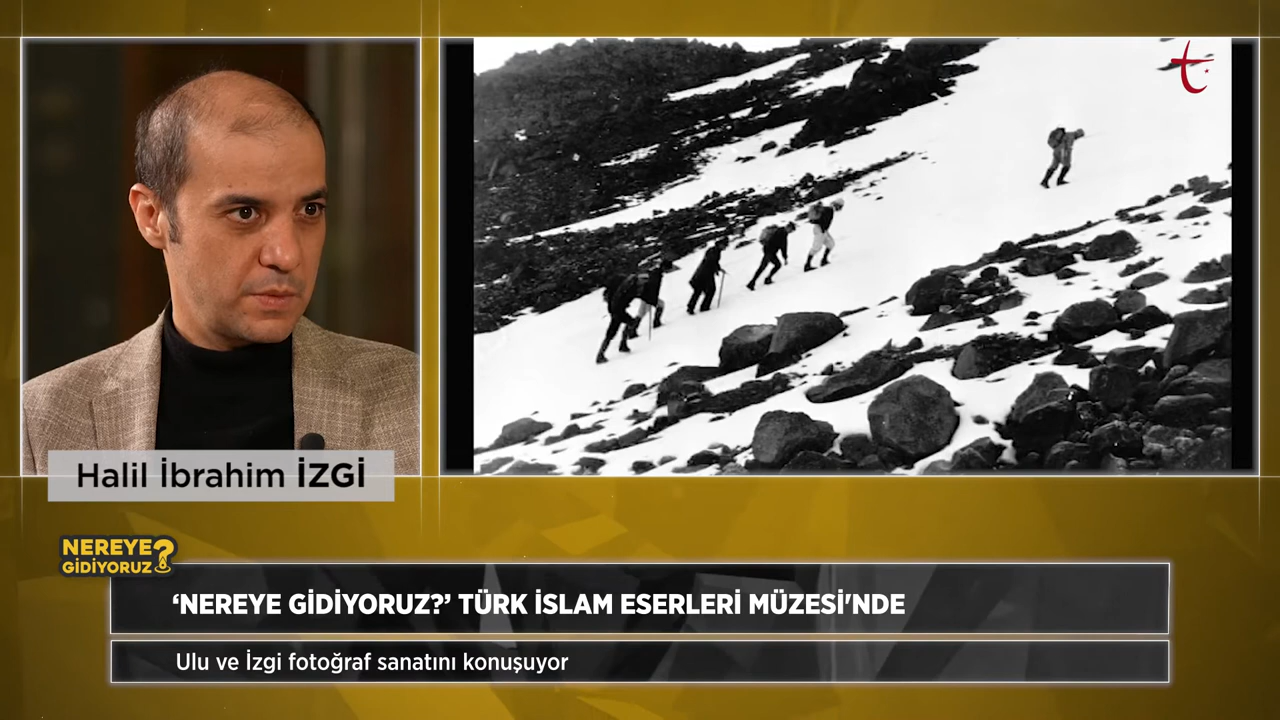 Halil İbrahim İZGİ
NEREYE
GİDİYORUZ?
‘NEREYE GİDİYORUZ?’ TÜRK İSLAM ESERLERİ MÜZESİ'NDE
Ulu ve İzgi fotoğraf sanatını konuşuyor